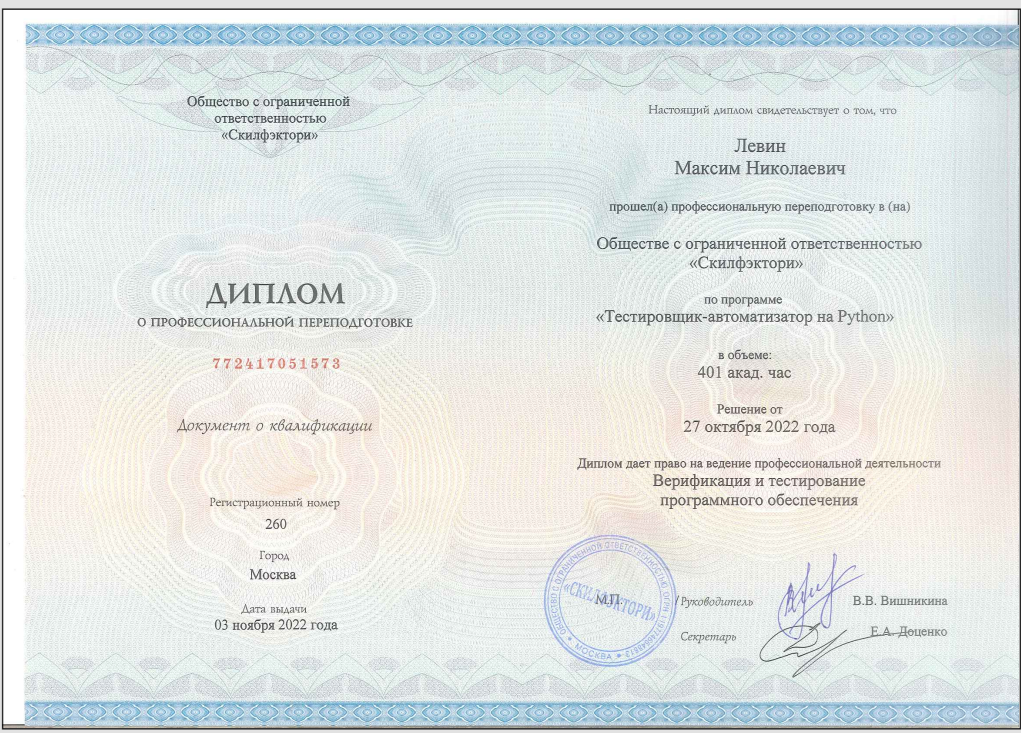 Общество с ограниченной
ответственностью
«Скилфэктори»
ДИПЛОМ
О ПРОФЕССИОНАЛЬНОЙ ПЕРЕПОДГОТОВКЕ
772417051573
Документ о квалификации
Регистрационный номер
260
Город
Москва
Дата выдачи
03 ноября 2022 года
Настоящий диплом свидетельствует о том, что
Левин
Максим Николаевич
прошел(а) профессиональную переподготовку в (на)
Обществе с ограниченной ответственностью
«Скилфэктори»
по программе
«Тестировщик-автоматизатор на Python»
в объеме:
401 акад. час
Решение от
27 октября 2022 года
Диплом дает право на ведение профессиональной деятельности
Верификация и тестирование
программного обеспечения
ОБЩЕСТВО С ОГРАНИЧЕННОЙ ОТВЕТСТВЕННОСТЬЮ
«СКИЛФЭКТОРИ»
МОСКВА
М.П.
Руководитель
В.В. Вишникина
Секретарь
Е.А. Доценко